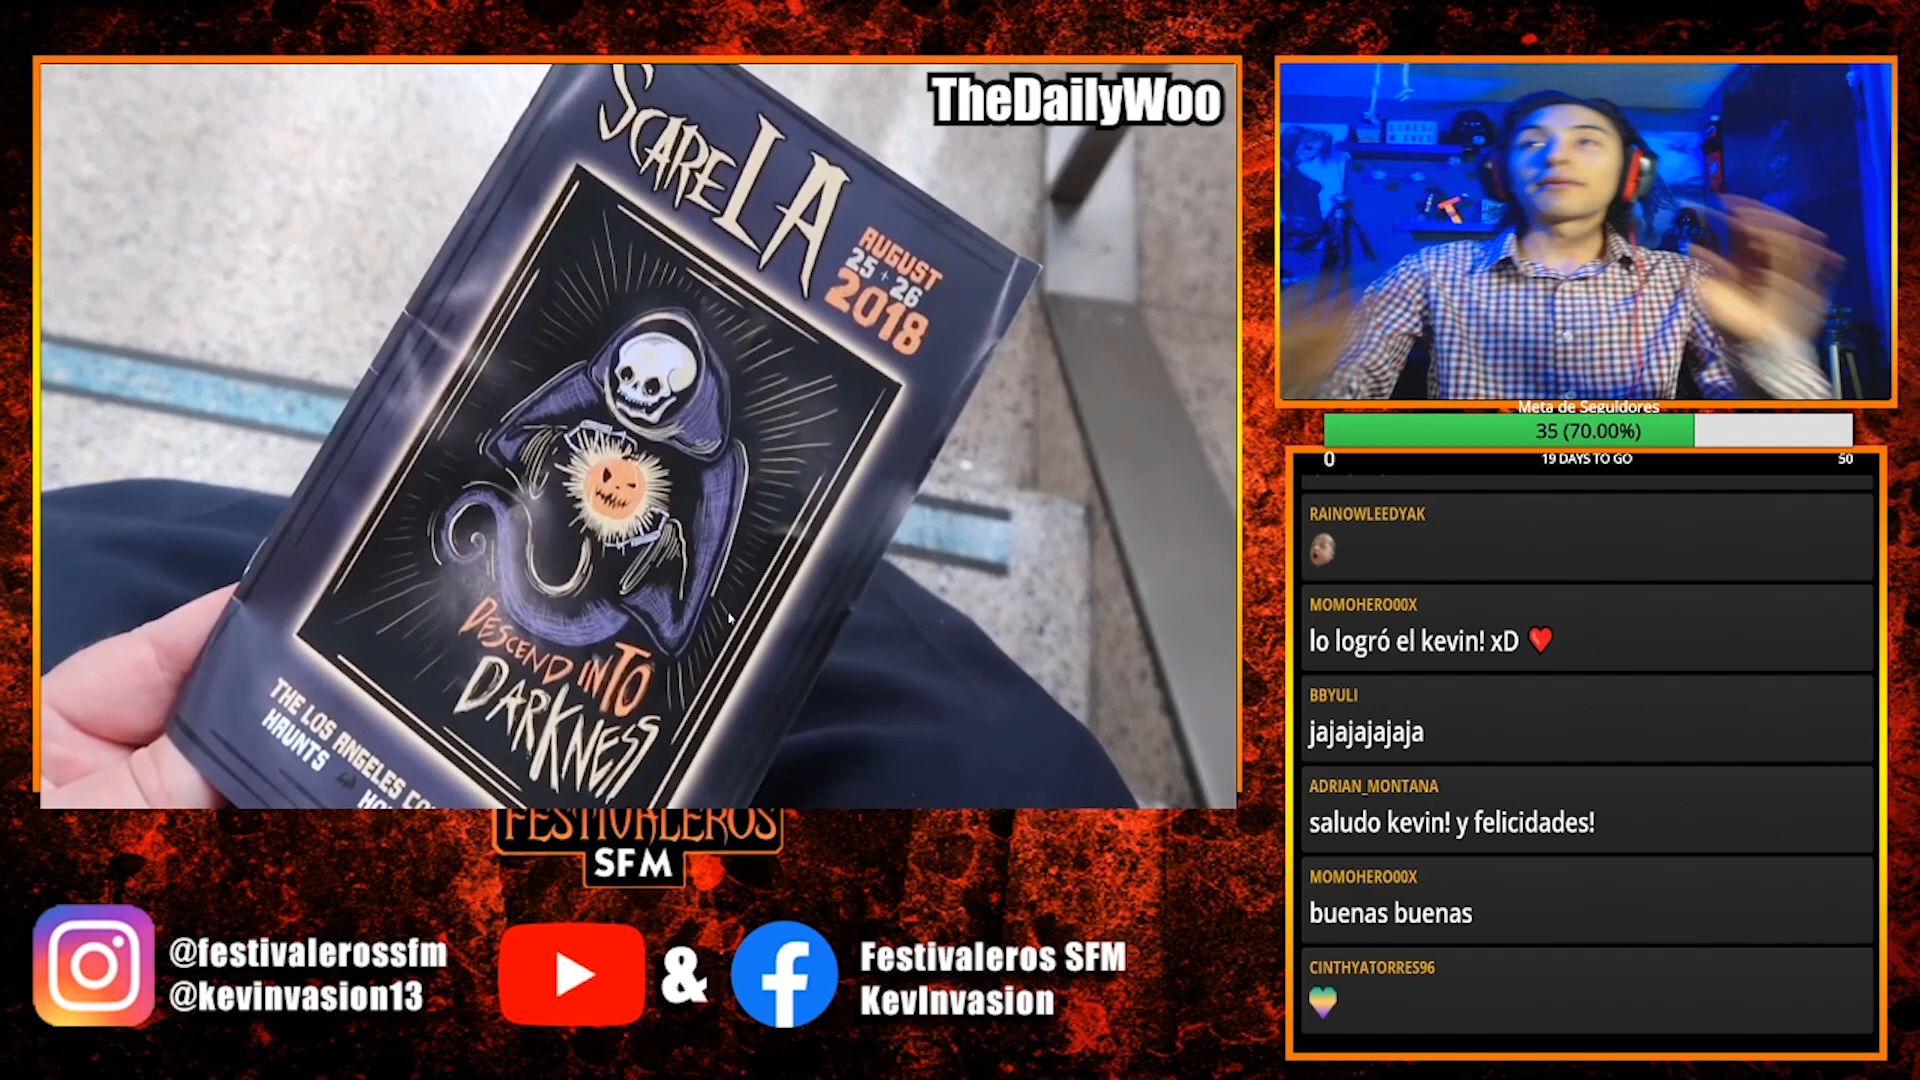 TheDailyWoo
SCARE LA
AUGUST
25 + 26
2018
DESCEND INTO
DARKNESS
THE LOS ANGELES
HAUNTS
FESTIVALEROS
SFM
@festivalerossfm
@kevinvasion13
&
Festivaleros SFM
KevInvasion
Meta de Seguidores
35 (70.00%)
0
19 DAYS TO GO
50
RAINOWLEEDYAK
MOMOHERO00X
lo logró el kevin! xD ❤
BBYULI
jajajajajaja
ADRIAN_MONTANA
saludo kevin! y felicidades!
MOMOHERO00X
buenas buenas
CINTHYATORRES96